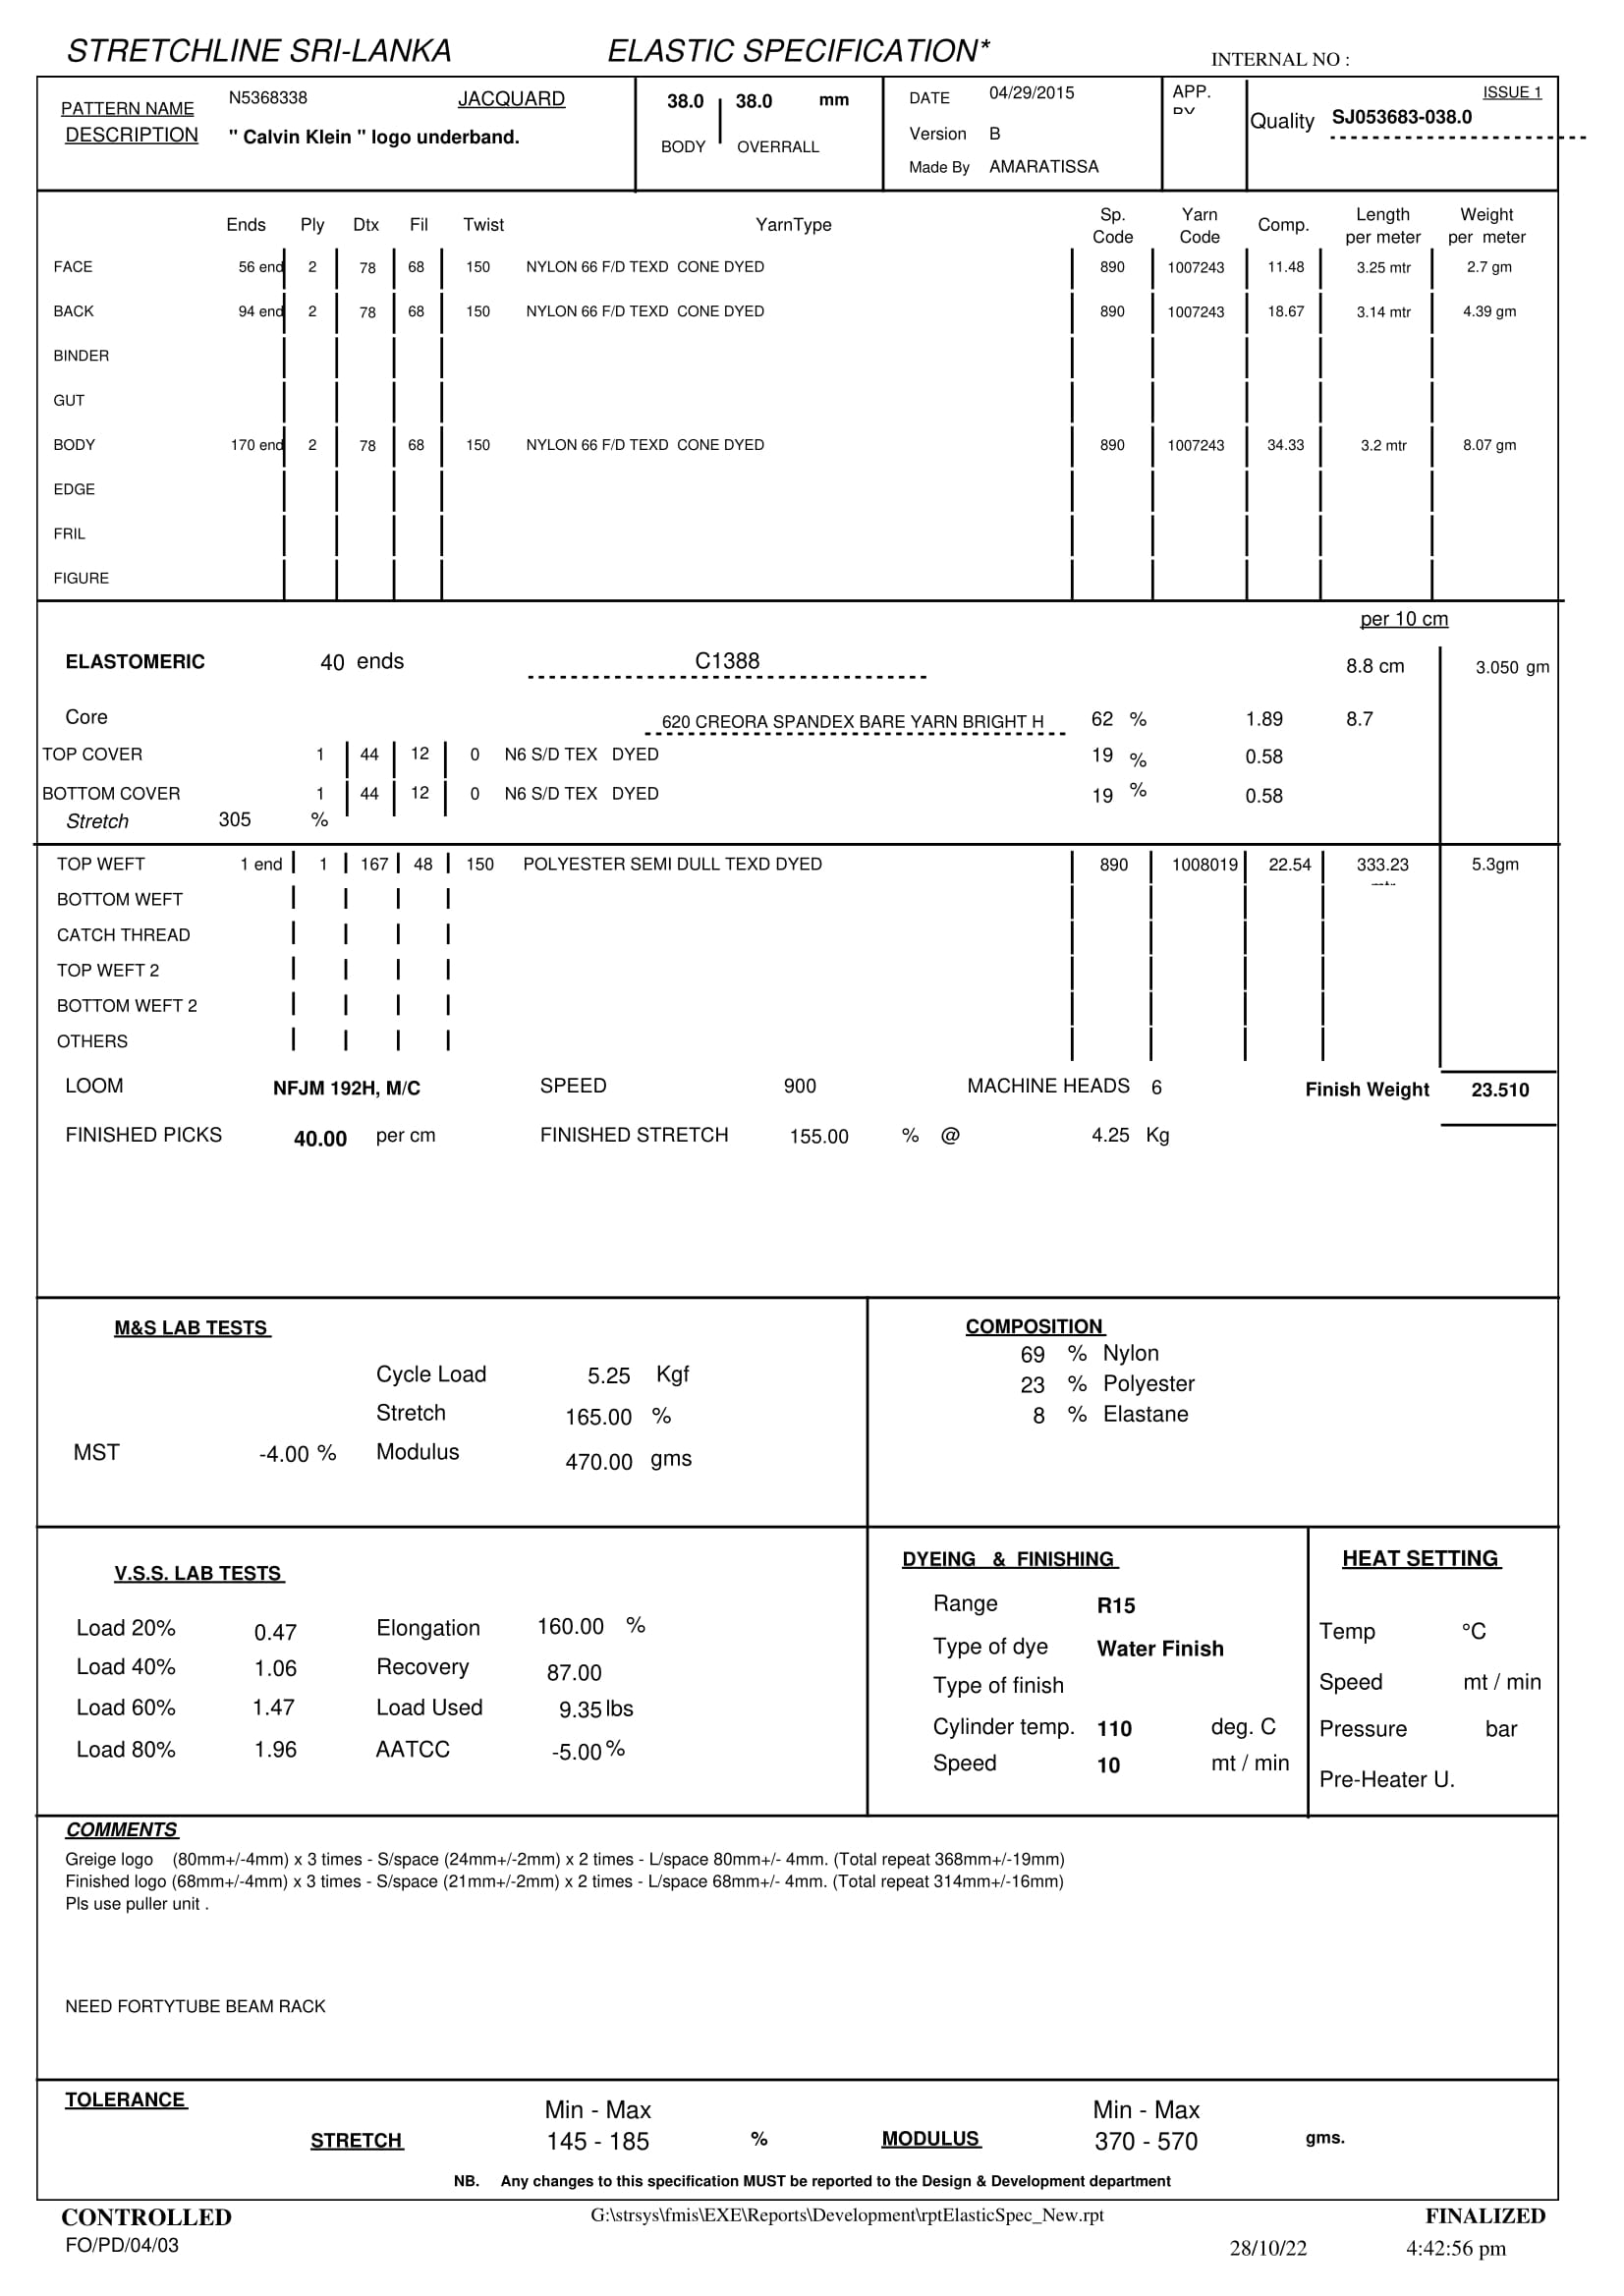 STRETCHLINE SRI-LANKA ELASTIC SPECIFICATION* INTERNAL NO :
PATTERN NAME N5368338 JACQUARD 38.0 38.0 mm DATE 04/29/2015 APP. ISSUE 1
DESCRIPTION " Calvin Klein " logo underband. BODY OVERRALL Version B Quality SJ053683-038.0
Made By AMARATISSA
Ends Ply Dtx Fil Twist YarnType Sp. Code Yarn Code Comp. Length per meter Weight per meter
FACE 56 end 2 78 68 150 NYLON 66 F/D TEXD CONE DYED 890 1007243 11.48 3.25 mtr 2.7 gm
BACK 94 end 2 78 68 150 NYLON 66 F/D TEXD CONE DYED 890 1007243 18.67 3.14 mtr 4.39 gm
BINDER
GUT
BODY 170 end 2 78 68 150 NYLON 66 F/D TEXD CONE DYED 890 1007243 34.33 3.2 mtr 8.07 gm
EDGE
FRIL
FIGURE
per 10 cm
ELASTOMERIC 40 ends C1388 8.8 cm 3.050 gm
Core 620 CREORA SPANDEX BARE YARN BRIGHT H 62 % 1.89 8.7
TOP COVER 1 44 12 0 N6 S/D TEX DYED 19 % 0.58
BOTTOM COVER 1 44 12 0 N6 S/D TEX DYED 19 % 0.58
Stretch 305 %
TOP WEFT 1 end 1 167 48 150 POLYESTER SEMI DULL TEXD DYED 890 1008019 22.54 333.23 5.3gm
BOTTOM WEFT
CATCH THREAD
TOP WEFT 2
BOTTOM WEFT 2
OTHERS
LOOM NFJM 192H, M/C SPEED 900 MACHINE HEADS 6 Finish Weight 23.510
FINISHED PICKS 40.00 per cm FINISHED STRETCH 155.00 % @ 4.25 Kg
M&S LAB TESTS
Cycle Load 5.25 Kgf
Stretch 165.00 %
MST -4.00 % Modulus 470.00 gms
COMPOSITION
69 % Nylon
23 % Polyester
8 % Elastane
V.S.S. LAB TESTS
Load 20% 0.47 Elongation 160.00 %
Load 40% 1.06 Recovery 87.00
Load 60% 1.47 Load Used 9.35 lbs
Load 80% 1.96 AATCC -5.00 %
DYEING & FINISHING
Range R15
Type of dye Water Finish
Type of finish
Cylinder temp. 110 deg. C
Speed 10 mt / min
HEAT SETTING
Temp °C
Speed mt / min
Pressure bar
Pre-Heater U.
COMMENTS
Greige logo (80mm+/-4mm) x 3 times - S/space (24mm+/-2mm) x 2 times - L/space 80mm+/- 4mm. (Total repeat 368mm+/-19mm)
Finished logo (68mm+/-4mm) x 3 times - S/space (21mm+/-2mm) x 2 times - L/space 68mm+/- 4mm. (Total repeat 314mm+/-16mm)
Pls use puller unit .
NEED FORTYTUBE BEAM RACK
TOLERANCE
Min - Max Min - Max
STRETCH 145 - 185 % MODULUS 370 - 570 gms.
NB. Any changes to this specification MUST be reported to the Design & Development department
CONTROLLED G:\strsys\fmis\EXE\Reports\Development\rptElasticSpec_New.rpt FINALIZED
FO/PD/04/03 28/10/22 4:42:56 pm